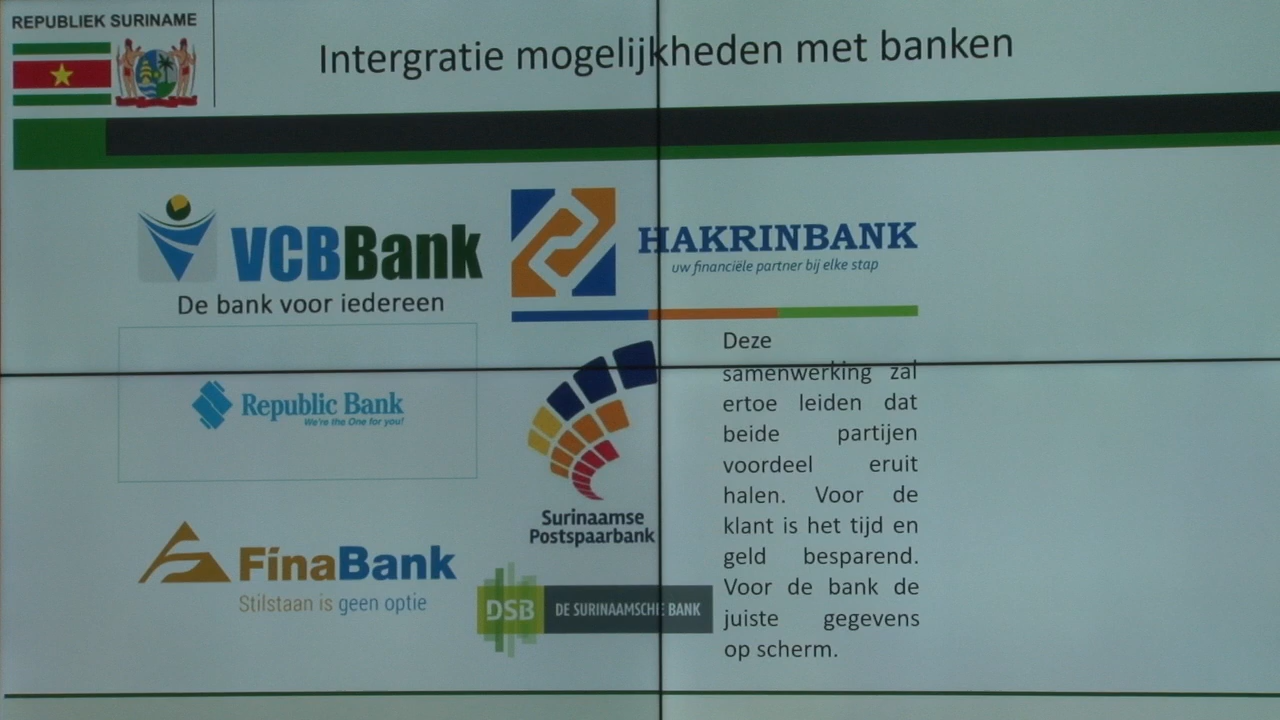 REPUBLIEK SURINAME
Intergratie mogelijkheden met banken
VCBBank
De bank voor iedereen
HAKRINBANK
uw financiële partner bij elke stap
Republic Bank
We're the One for you!
Surinaamse
Postspaarbank
FinaBank
Stilstaan is geen optie
DSB DE SURINAAMSCHE BANK
Deze
samenwerking zal
ertoe leiden dat
beide partijen
voordeel eruit
halen. Voor de
klant is het tijd en
geld besparend.
Voor de bank de
juiste gegevens
op scherm.